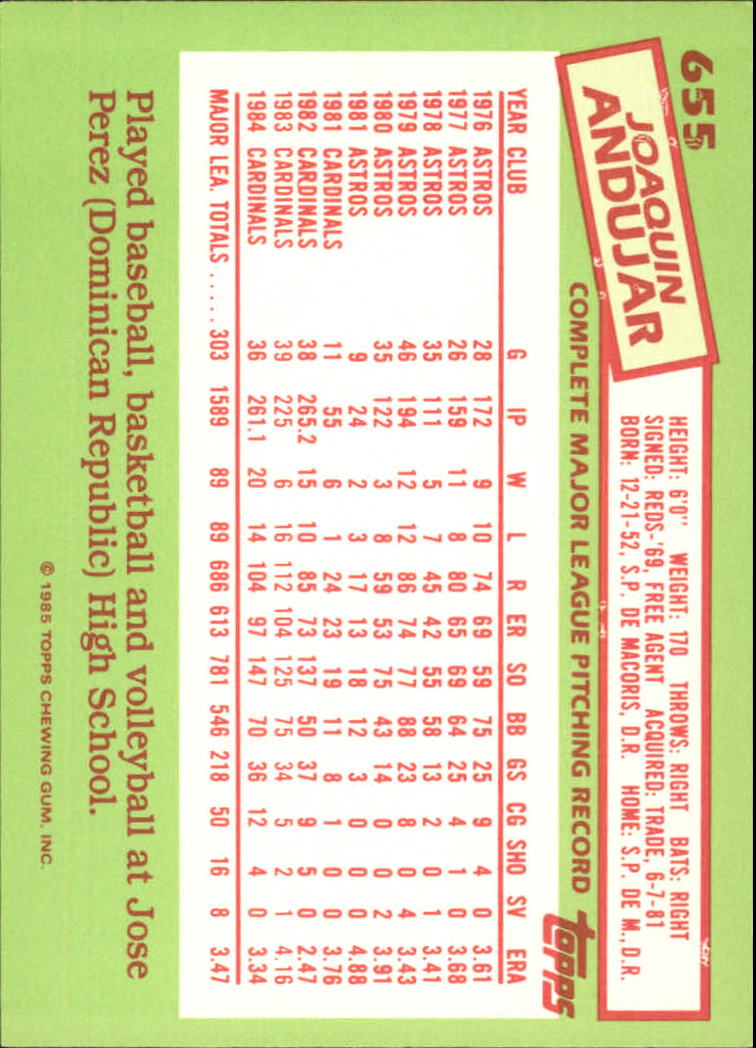 655
JOAQUIN
ANDUJAR
HEIGHT: 6'0" WEIGHT: 170 THROWS: RIGHT BATS: RIGHT
SIGNED: REDS-'69, FREE AGENT ACQUIRED: TRADE, 6-7-81
BORN: 12-21-52, S.P. DE MACORIS, D.R. HOME: S.P. DE M., D.R.
COMPLETE MAJOR LEAGUE PITCHING RECORD
topps
YEAR CLUB G IP W L R ER SO BB GS CG SHO SV ERA
1976 ASTROS 28 172 9 10 74 69 59 75 25 9 4 0 3.61
1977 ASTROS 26 159 11 8 80 65 69 64 25 4 1 0 3.68
1978 ASTROS 35 111 5 7 45 42 55 58 13 2 0 1 3.41
1979 ASTROS 46 194 12 12 86 74 77 88 23 8 0 4 3.43
1980 ASTROS 35 122 3 8 59 53 75 43 14 0 0 2 3.91
1981 ASTROS 9 24 2 3 17 13 18 12 3 0 0 0 4.88
1981 CARDINALS 11 55 6 1 24 23 19 11 8 1 0 0 3.76
1982 CARDINALS 38 265.2 15 10 85 73 137 50 37 9 5 0 2.47
1983 CARDINALS 39 225 6 16 112 104 125 75 34 5 2 1 4.16
1984 CARDINALS 36 261.1 20 14 104 97 147 70 36 12 4 0 3.34
MAJOR LEA. TOTALS ..... 303 1589 89 89 686 613 781 546 218 50 16 8 3.47
Played baseball, basketball and volleyball at Jose
Perez (Dominican Republic) High School.
© 1985 TOPPS CHEWING GUM, INC.